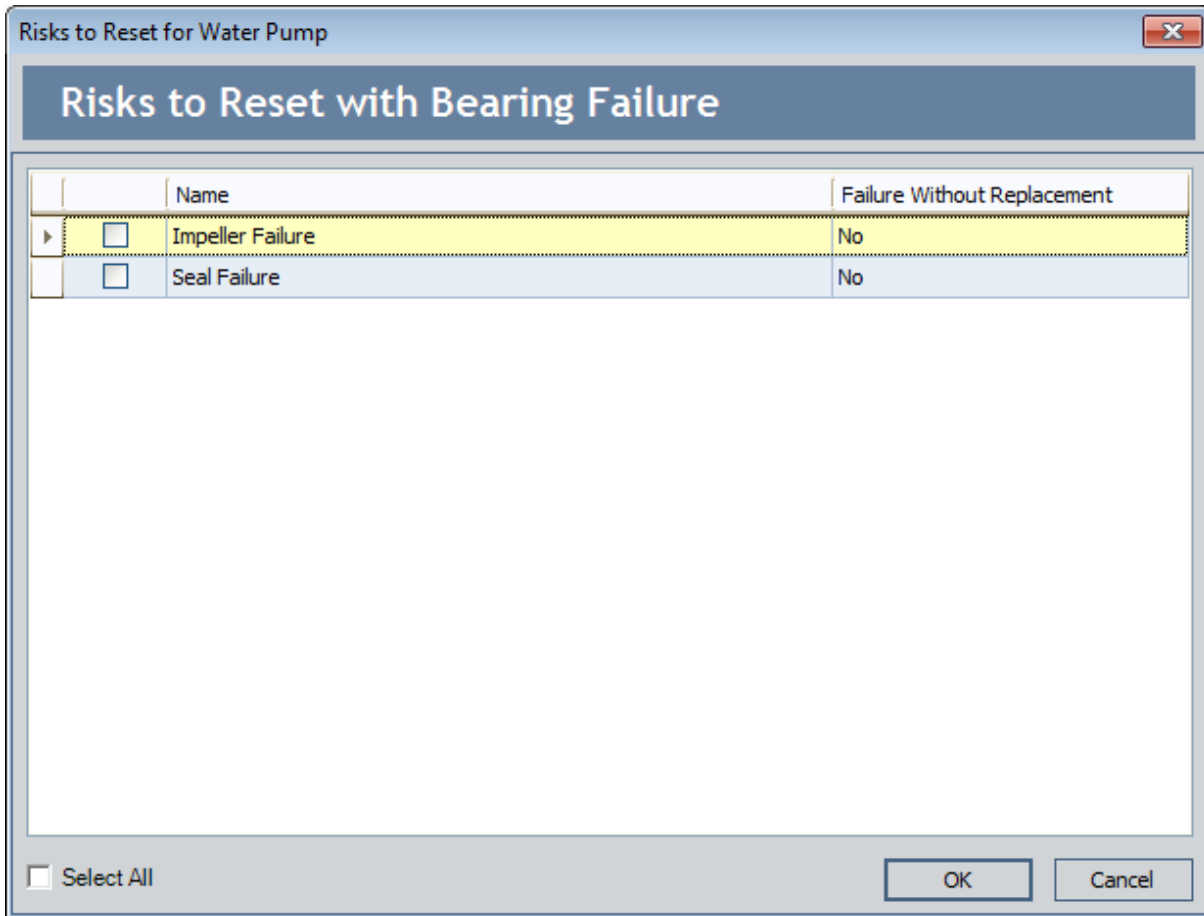 Risks to Reset for Water Pump
Risks to Reset with Bearing Failure
Name Failure Without Replacement
Impeller Failure No
Seal Failure No
Select All OK Cancel